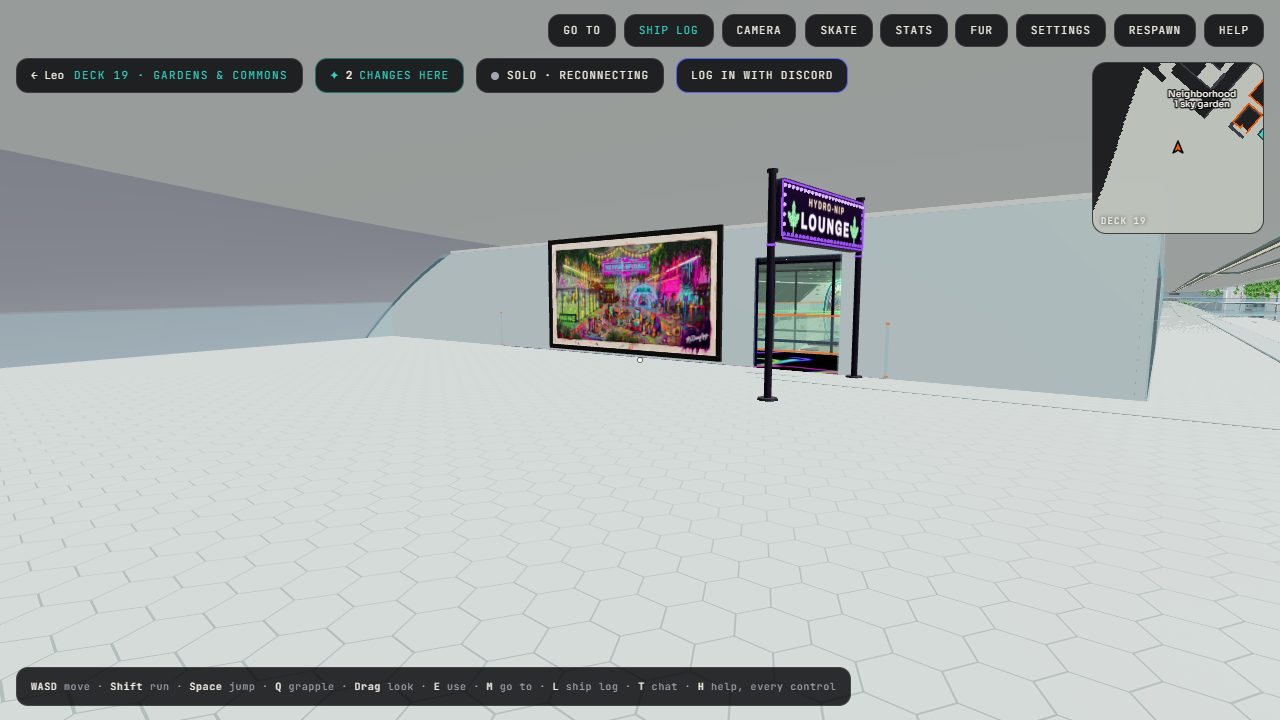 GO TO
SHIP LOG
CAMERA
SKATE
STATS
FUR
SETTINGS
RESPAWN
HELP
← Leo DECK 19 · GARDENS & COMMONS
✦ 2 CHANGES HERE
SOLO · RECONNECTING
LOG IN WITH DISCORD
Neighborhood
1 sky garden
DECK 19
HYDRO-NIP
LOUNGE
WASD move · Shift run · Space jump · Q grapple · Drag look · E use · M go to · L ship log · T chat · H help, every control